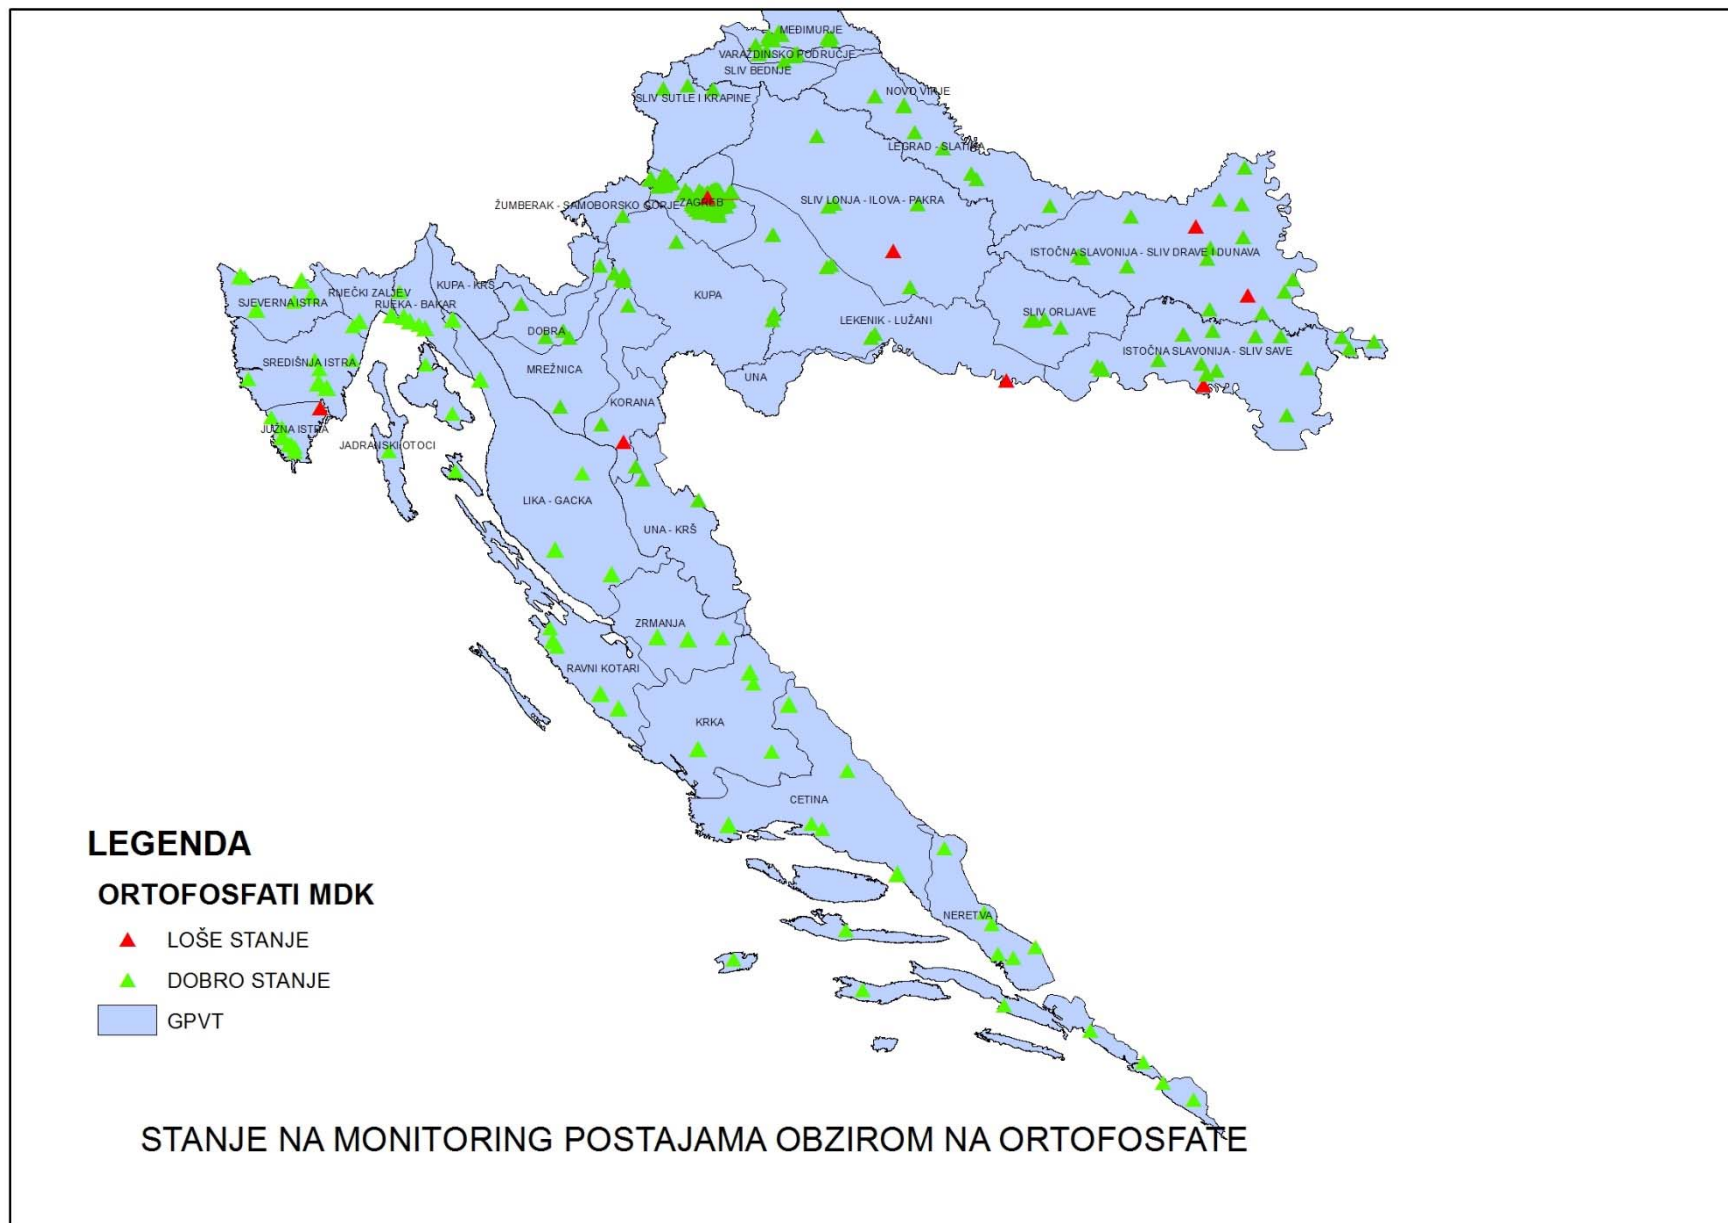 MEĐIMURJE
VARAŽDINSKO PODRUČJE
SLIV BEDNJE
NOVO VIRJE
SLIV SUTLE I KRAPINE
LEGRAD - SLATINA
ŽUMBERAK - SAMOBORSKO GORJE
ZAGREB
SLIV LONJA - ILOVA - PAKRA
ISTOČNA SLAVONIJA - SLIV DRAVE I DUNAVA
KUPA - KRŠ
RIJEČKI ZALJEV
SJEVERNA ISTRA
RIJEKA - BAKAR
KUPA
SLIV ORLJAVE
LEKENIK - LUŽANI
DOBRA
ISTOČNA SLAVONIJA - SLIV SAVE
SREDIŠNJA ISTRA
MREŽNICA
UNA
KORANA
JUŽNA ISTRA
JADRANSKI OTOCI
LIKA - GACKA
UNA - KRŠ
ZRMANJA
RAVNI KOTARI
KRKA
CETINA
NERETVA
LEGENDA
ORTOFOSFATI MDK
LOŠE STANJE
DOBRO STANJE
GPVT
STANJE NA MONITORING POSTAJAMA OBZIROM NA ORTOFOSFATE